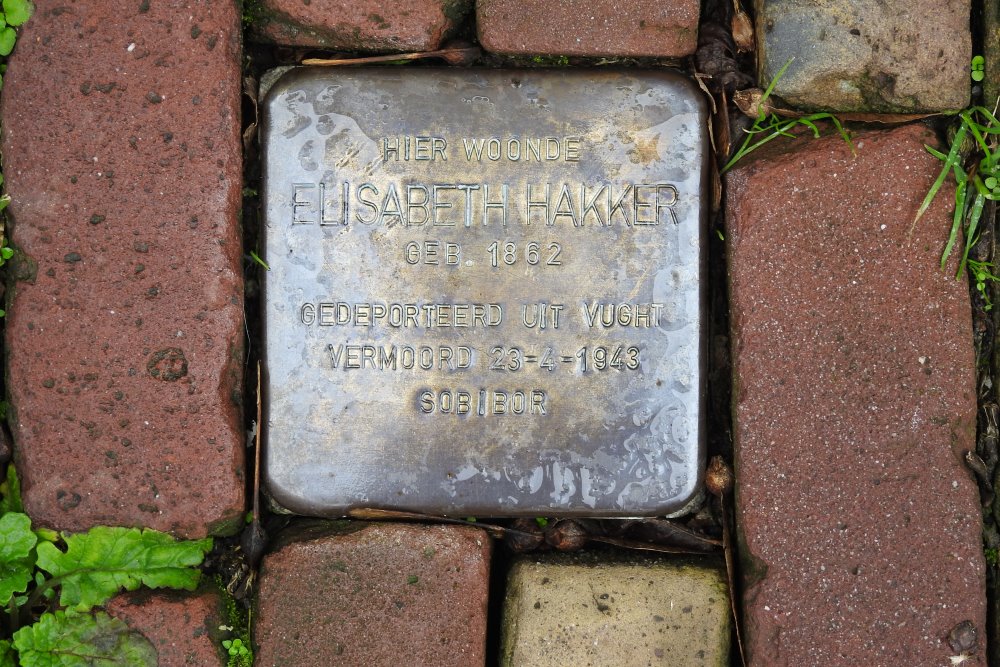 HIER WOONDE
ELISABETH HAKKER
GEB. 1862
GEDEPORTEERD UIT VUGHT
VERMOORD 23-4-1943
SOBIBOR